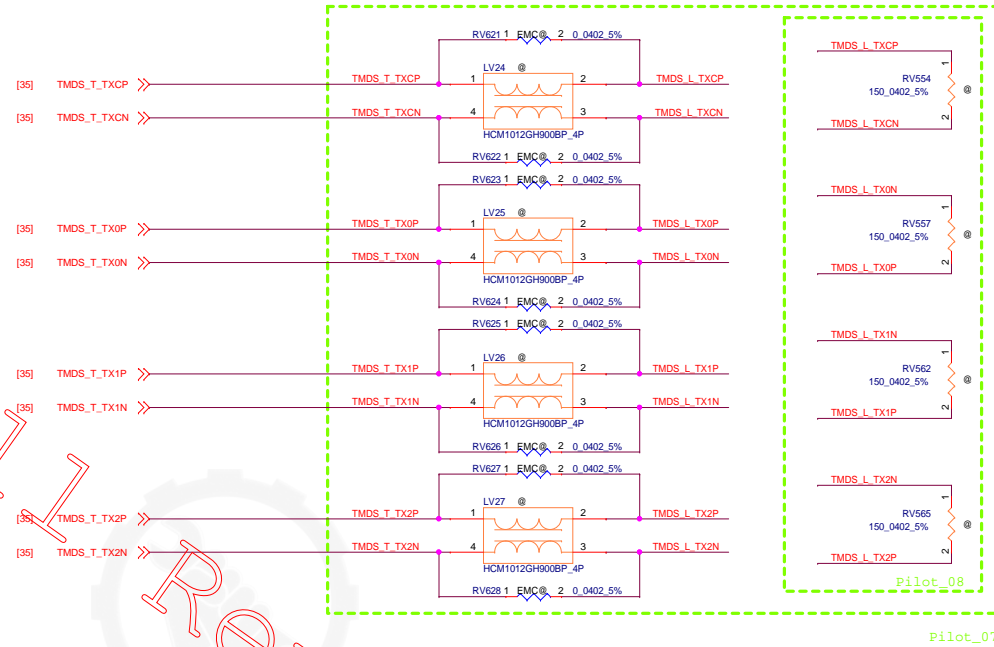 RV621 1 EMC@ 2 0_0402_5%
LV24 @
[35] TMDS_T_TXCP TMDS_T_TXCP 1 2 TMDS_L_TXCP
[35] TMDS_T_TXCN TMDS_T_TXCN 4 3 TMDS_L_TXCN
HCM1012GH900BP_4P
RV622 1 EMC@ 2 0_0402_5%
RV623 1 EMC@ 2 0_0402_5%
LV25 @
[35] TMDS_T_TX0P TMDS_T_TX0P 1 2 TMDS_L_TX0P
[35] TMDS_T_TX0N TMDS_T_TX0N 4 3 TMDS_L_TX0N
HCM1012GH900BP_4P
RV624 1 EMC@ 2 0_0402_5%
RV625 1 EMC@ 2 0_0402_5%
LV26 @
[35] TMDS_T_TX1P TMDS_T_TX1P 1 2 TMDS_L_TX1P
[35] TMDS_T_TX1N TMDS_T_TX1N 4 3 TMDS_L_TX1N
HCM1012GH900BP_4P
RV626 1 EMC@ 2 0_0402_5%
RV627 1 EMC@ 2 0_0402_5%
LV27 @
[35] TMDS_T_TX2P TMDS_T_TX2P 1 2 TMDS_L_TX2P
[35] TMDS_T_TX2N TMDS_T_TX2N 4 3 TMDS_L_TX2N
HCM1012GH900BP_4P
RV628 1 EMC@ 2 0_0402_5%
TMDS_L_TXCP
1
RV554 @
150_0402_5%
2
TMDS_L_TXCN
TMDS_L_TX0N
1
RV557 @
150_0402_5%
2
TMDS_L_TX0P
TMDS_L_TX1N
1
RV562 @
150_0402_5%
2
TMDS_L_TX1P
TMDS_L_TX2N
1
RV565 @
150_0402_5%
2
TMDS_L_TX2P
Pilot_08
Pilot_07